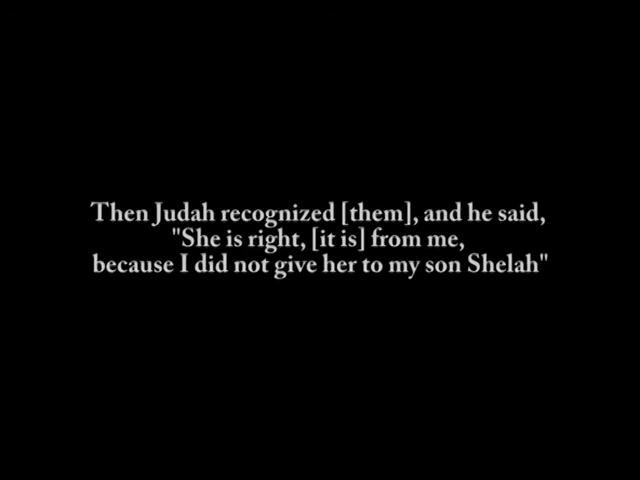 Then Judah recognized [them], and he said,
"She is right, [it is] from me,
because I did not give her to my son Shelah"